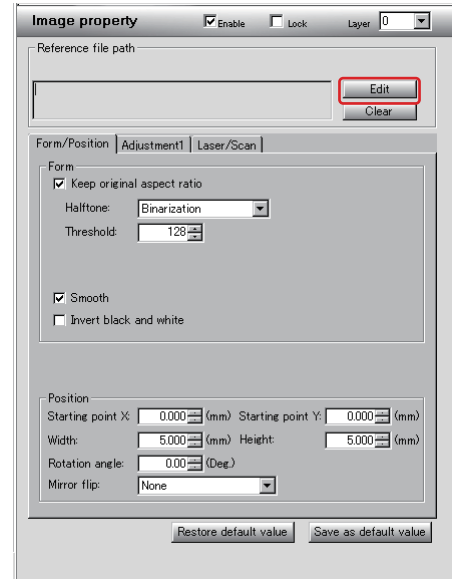 Image property Enable Lock Layer 0
Reference file path
Edit
Clear
Form/Position Adjustment1 Laser/Scan
Form
Keep original aspect ratio
Halftone: Binarization
Threshold: 128
Smooth
Invert black and white
Position
Starting point X: 0.000 (mm) Starting point Y: 0.000 (mm)
Width: 5.000 (mm) Height: 5.000 (mm)
Rotation angle: 0.00 (Deg.)
Mirror flip: None
Restore default value Save as default value